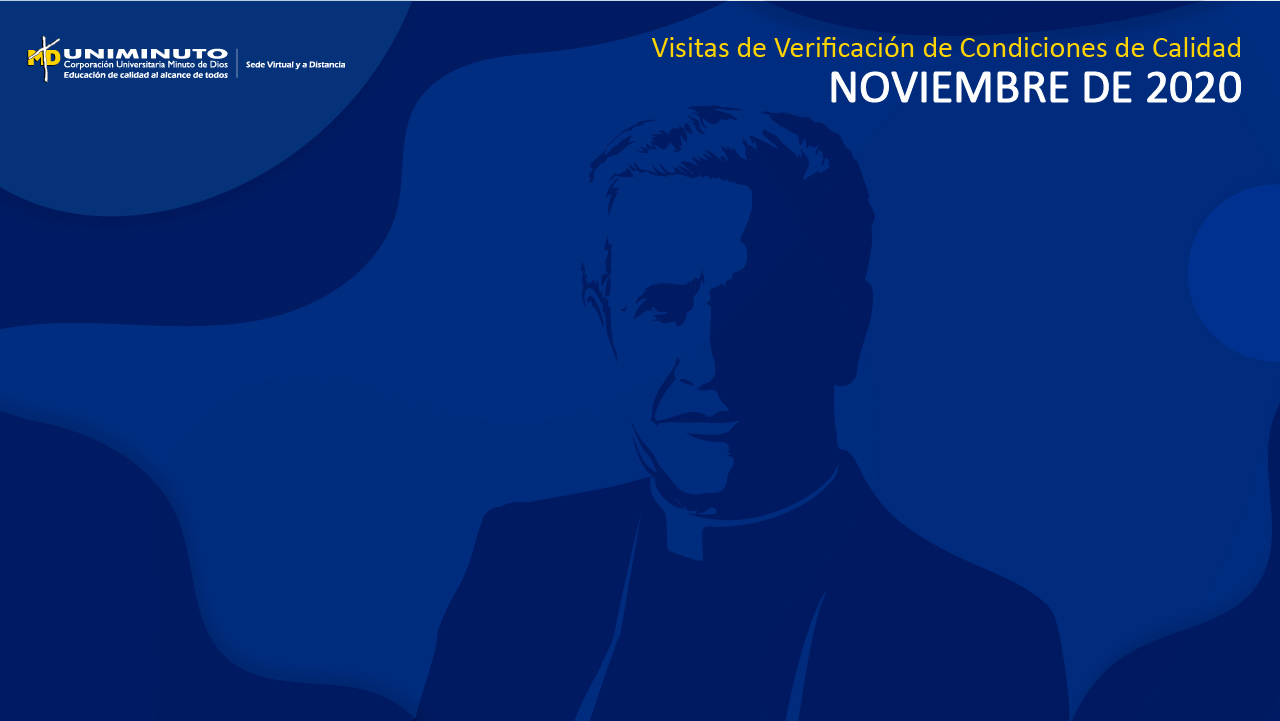 MD UNIMINUTO
Corporación Universitaria Minuto de Dios
Educación de calidad al alcance de todos
Sede Virtual y a Distancia
Visitas de Verificación de Condiciones de Calidad
NOVIEMBRE DE 2020